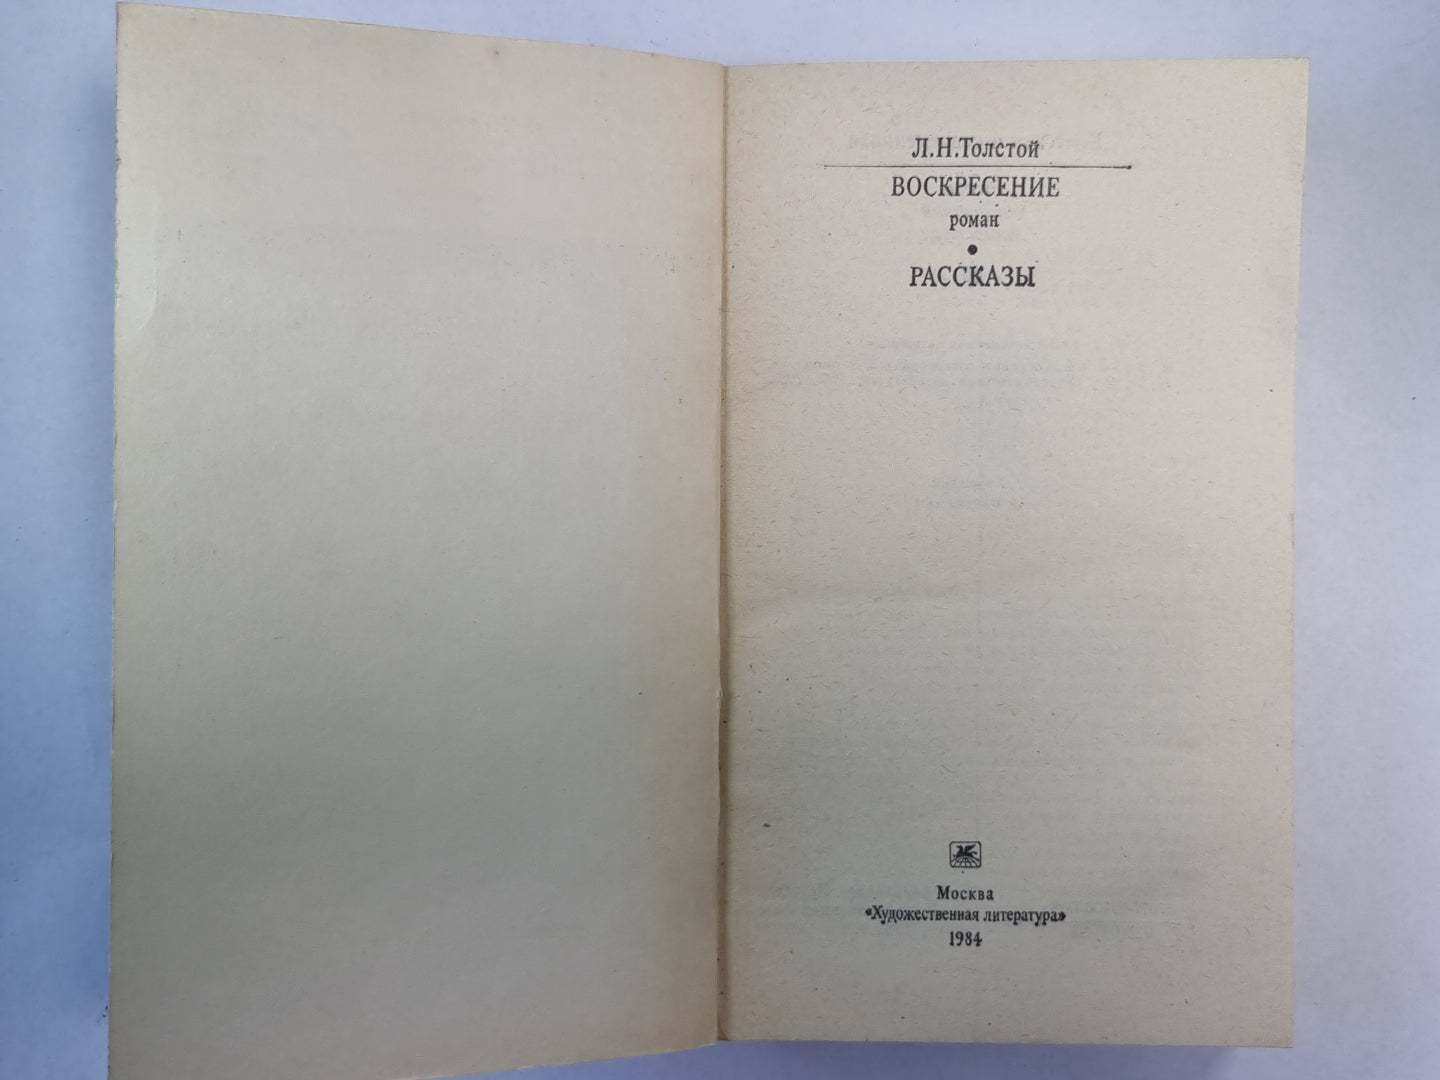 Л.Н.Толстой
ВОСКРЕСЕНИЕ
роман
•
РАССКАЗЫ
Москва
«Художественная литература»
1984